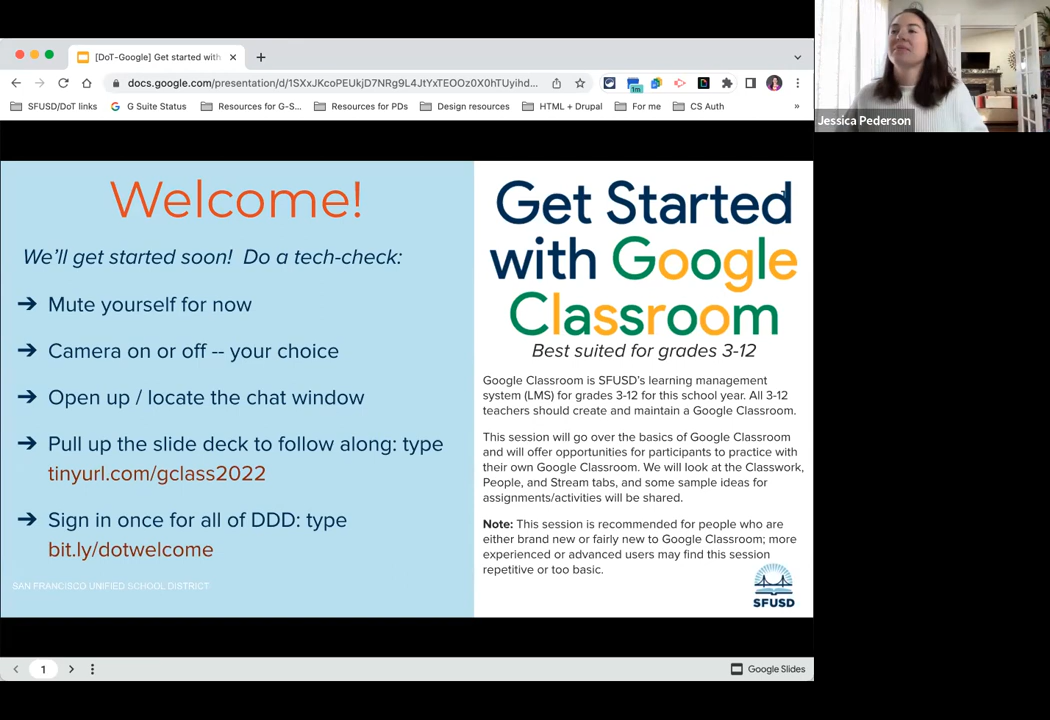 [DoT-Google] Get started with
docs.google.com/presentation/d/1SXxJKcoPEUkjD7NRg9L4JtYxTEOOz0X0hTUyihd...
1m
SFUSD/DoT links
G Suite Status
Resources for G-S...
Resources for PDs
Design resources
HTML + Drupal
For me
CS Auth
»
Jessica Pederson
Welcome!
We'll get started soon! Do a tech-check:
➔ Mute yourself for now
➔ Camera on or off -- your choice
➔ Open up / locate the chat window
➔ Pull up the slide deck to follow along: type
tinyurl.com/gclass2022
➔ Sign in once for all of DDD: type
bit.ly/dotwelcome
SAN FRANCISCO UNIFIED SCHOOL DISTRICT
Get Started
with Google
Classroom
Best suited for grades 3-12
Google Classroom is SFUSD's learning management
system (LMS) for grades 3-12 for this school year. All 3-12
teachers should create and maintain a Google Classroom.
This session will go over the basics of Google Classroom
and will offer opportunities for participants to practice with
their own Google Classroom. We will look at the Classwork,
People, and Stream tabs, and some sample ideas for
assignments/activities will be shared.
Note: This session is recommended for people who are
either brand new or fairly new to Google Classroom; more
experienced or advanced users may find this session
repetitive or too basic.
SFUSD
1
Google Slides